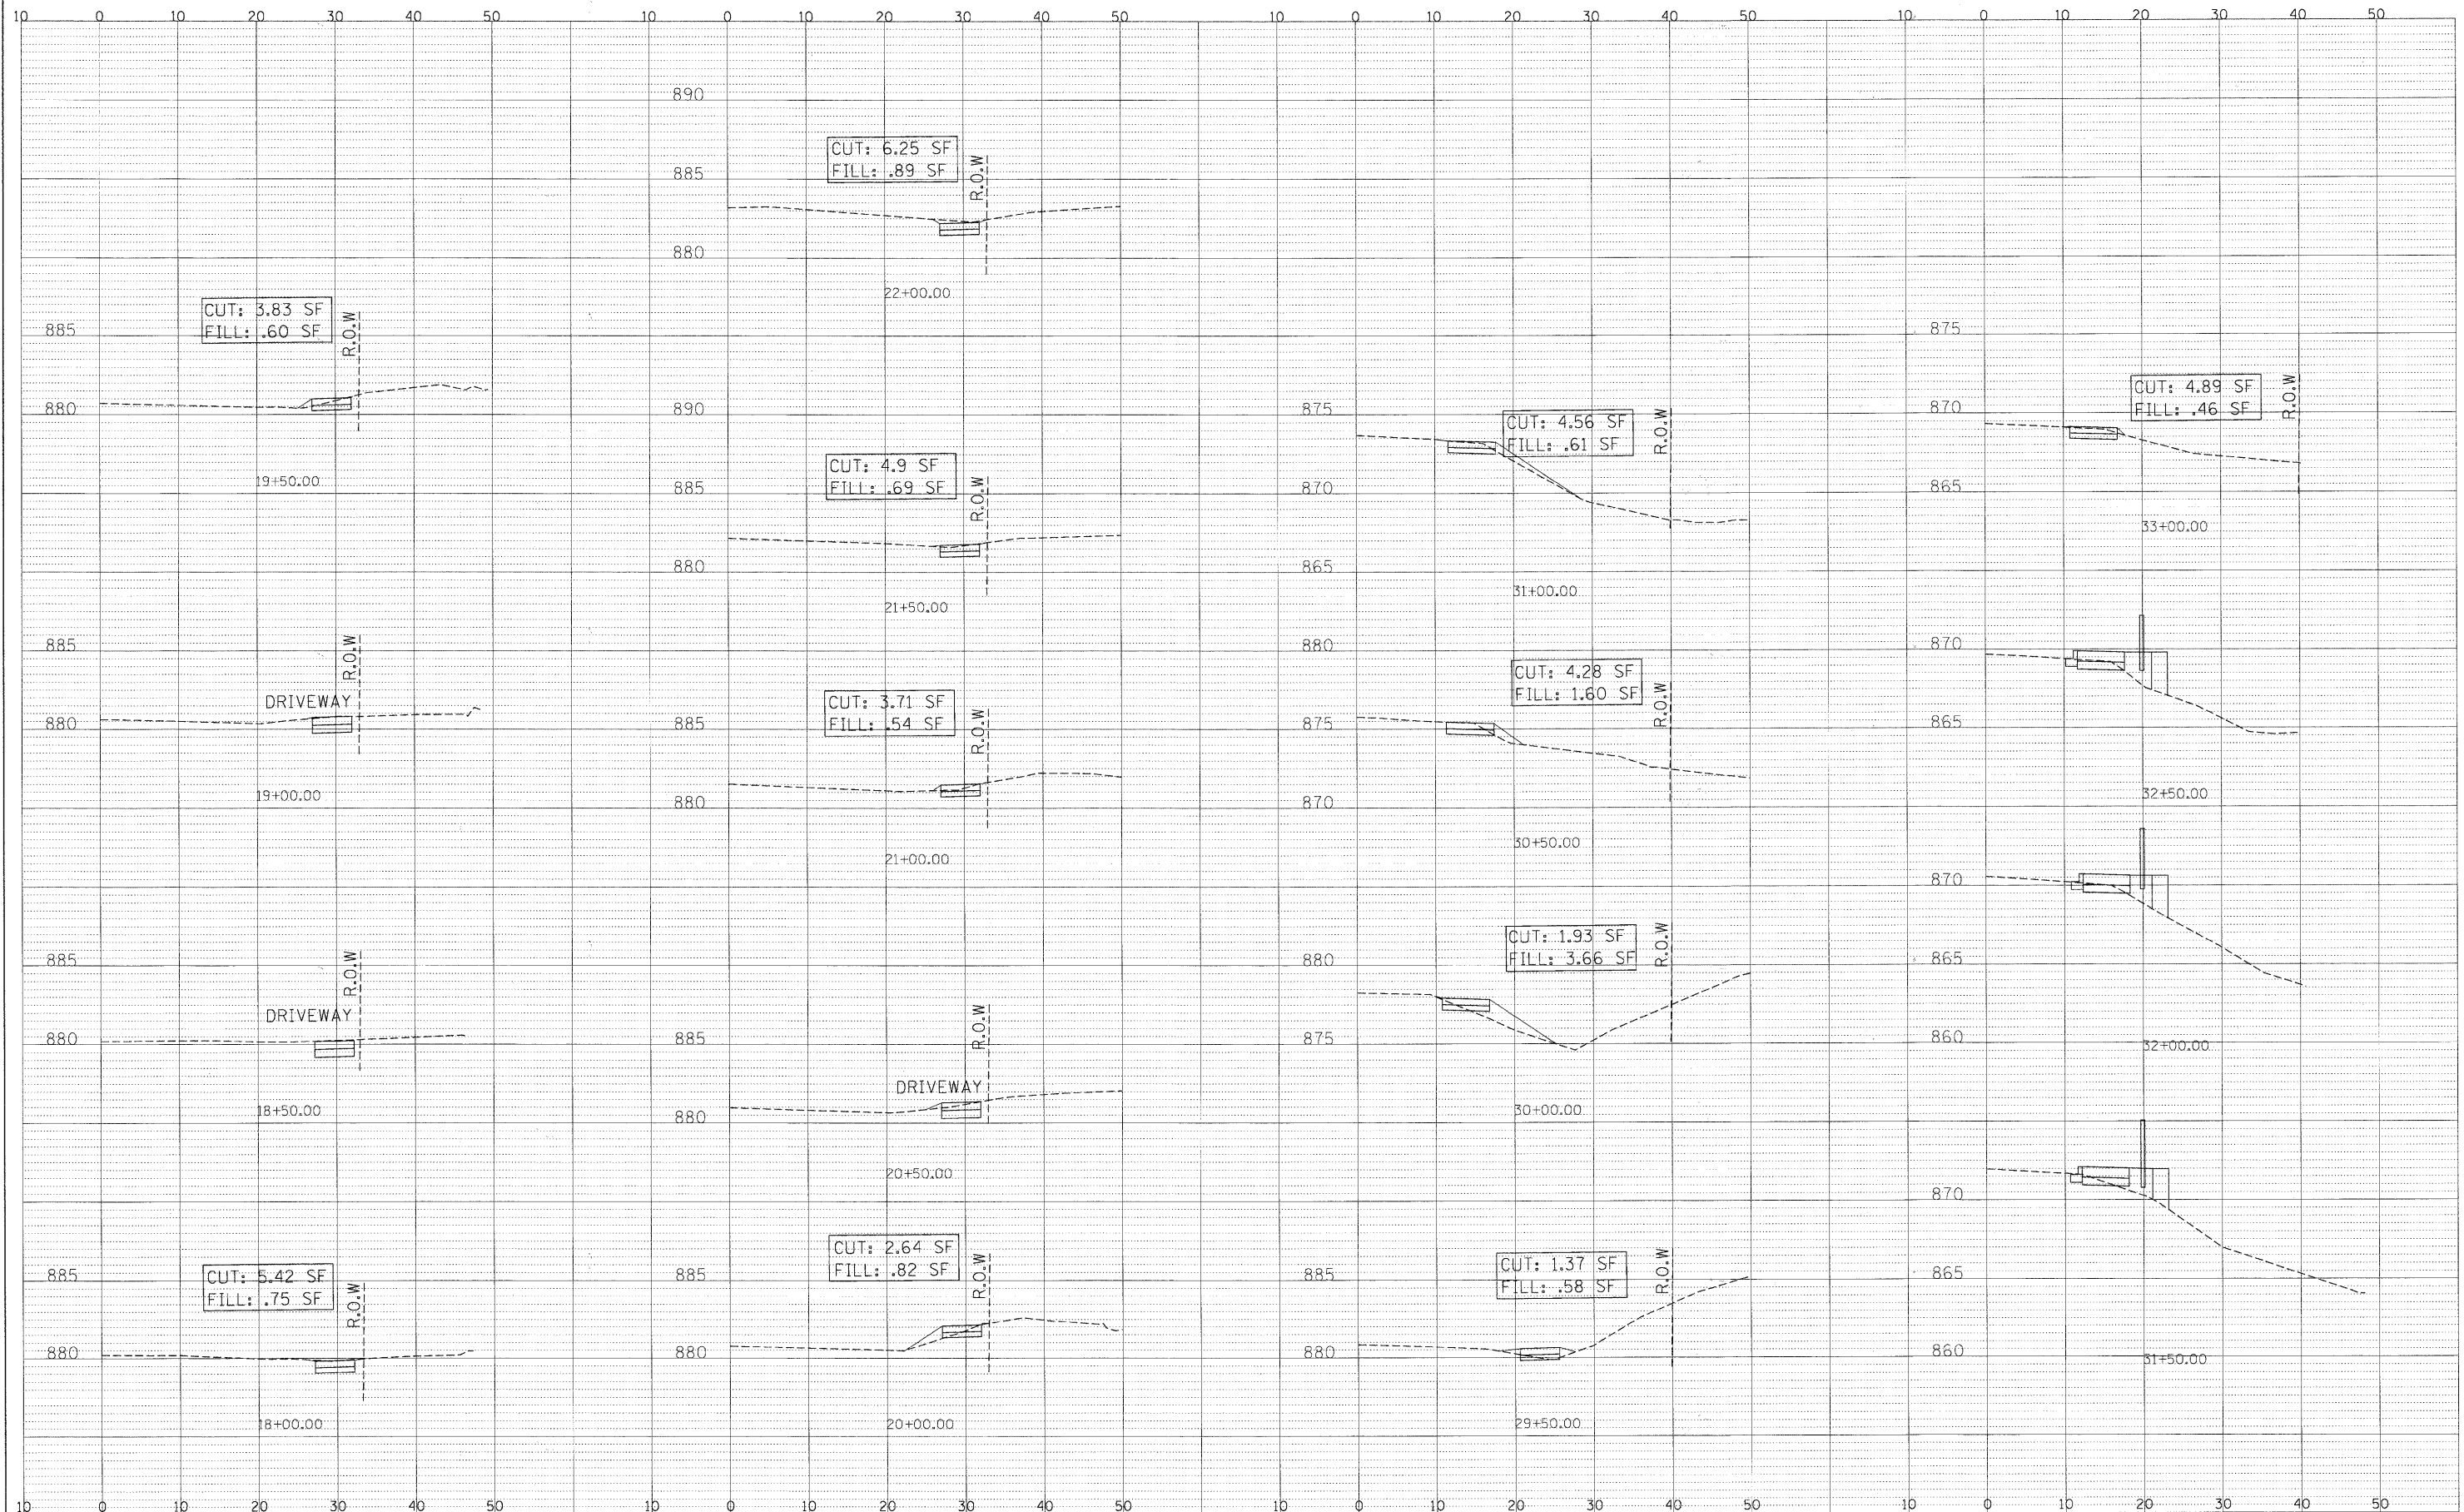 10 0 10 20 30 40 50 10 0 10 20 30 40 50 10 0 10 20 30 40 50 10 0 10 20 30 40 50
885
CUT: 3.83 SF
FILL: .60 SF
R.O.W
880
19+50.00
885
R.O.W
DRIVEWAY
880
19+00.00
885
R.O.W
DRIVEWAY
880
18+50.00
885
CUT: 5.42 SF
FILL: .75 SF
R.O.W
880
18+00.00
890
CUT: 6.25 SF
FILL: .89 SF
R.O.W
885
880
22+00.00
890
CUT: 4.9 SF
FILL: .69 SF
R.O.W
885
880
21+50.00
CUT: 3.71 SF
FILL: .54 SF
R.O.W
885
880
21+00.00
R.O.W
885
DRIVEWAY
880
20+50.00
CUT: 2.64 SF
FILL: .82 SF
R.O.W
885
880
20+00.00
875
CUT: 4.56 SF
FILL: .61 SF
R.O.W
870
865
31+00.00
880
CUT: 4.28 SF
FILL: 1.60 SF
R.O.W
875
870
30+50.00
CUT: 1.93 SF
FILL: 3.66 SF
R.O.W
880
875
30+00.00
CUT: 1.37 SF
FILL: .58 SF
R.O.W
885
880
29+50.00
875
CUT: 4.89 SF
FILL: .46 SF
R.O.W
870
865
33+00.00
870
865
32+50.00
870
865
860
32+00.00
870
865
860
31+50.00
10 0 10 20 30 40 50 10 0 10 20 30 40 50 10 0 10 20 30 40 50 10 0 10 20 30 40 50